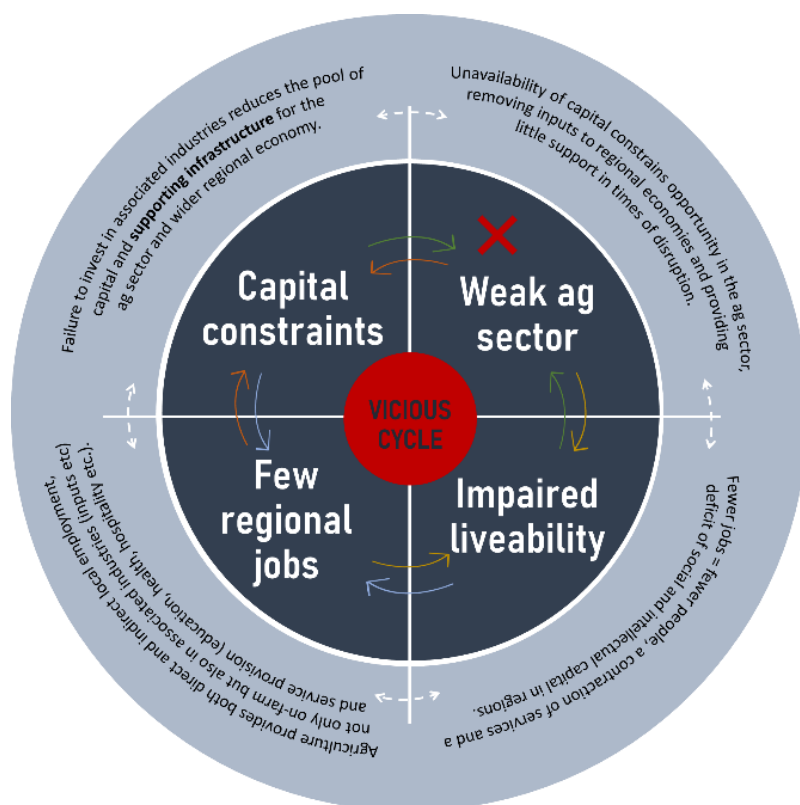 Failure to invest in associated industries reduces the pool of
capital and supporting infrastructure for the
ag sector and wider regional economy.
Unavailability of capital constrains opportunity in the ag sector,
removing inputs to regional economies and providing
little support in times of disruption.
Capital
constraints
Weak ag
sector
VICIOUS
CYCLE
Few
regional
jobs
Impaired
liveability
Agriculture provides both direct and indirect local employment,
not only on-farm but also in associated industries (inputs etc)
and service provision (education, health, hospitality etc.).
Fewer jobs = fewer people, a contraction of services and a
deficit of social and intellectual capital in regions.